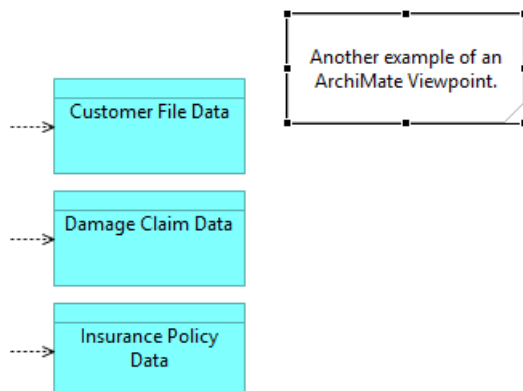 Another example of an
ArchiMate Viewpoint.
Customer File Data
Damage Claim Data
Insurance Policy
Data